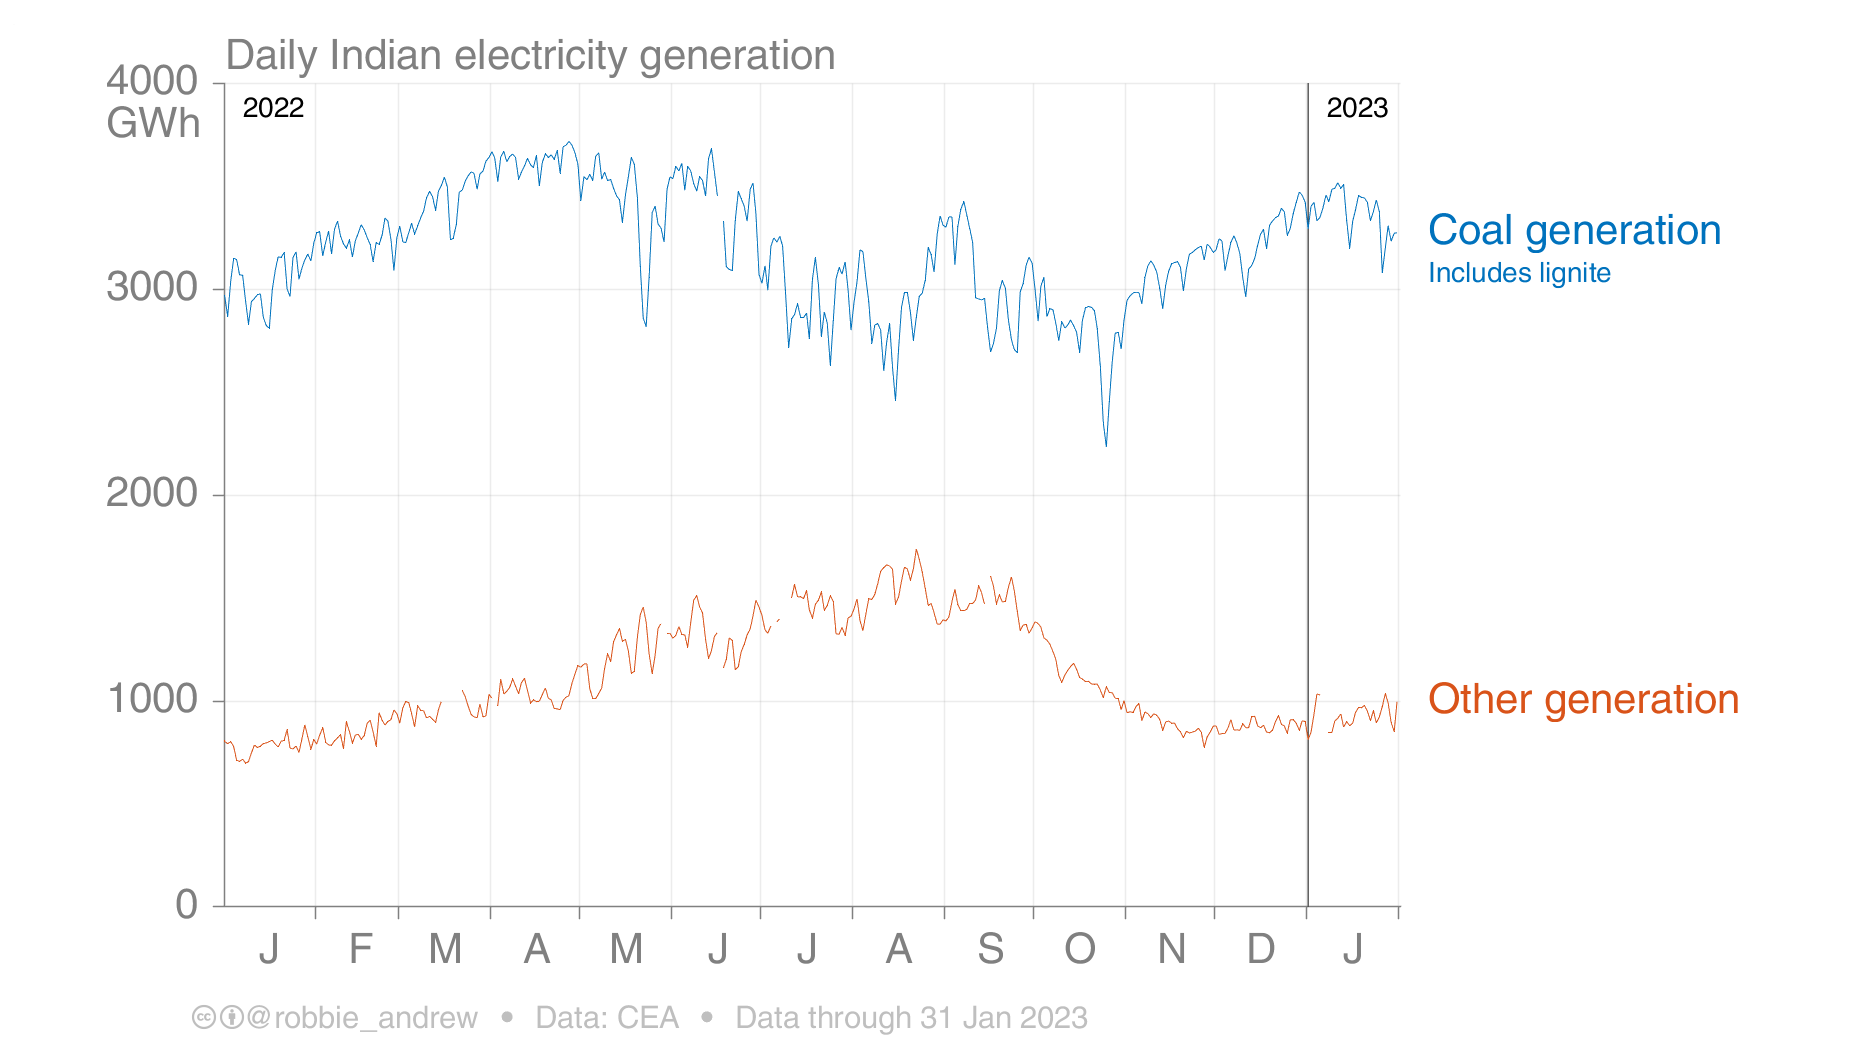 Daily Indian electricity generation
4000
GWh
2022
2023
3000
2000
1000
0
Coal generation
Includes lignite
Other generation
J F M A M J J A S O N D J
@robbie_andrew • Data: CEA • Data through 31 Jan 2023